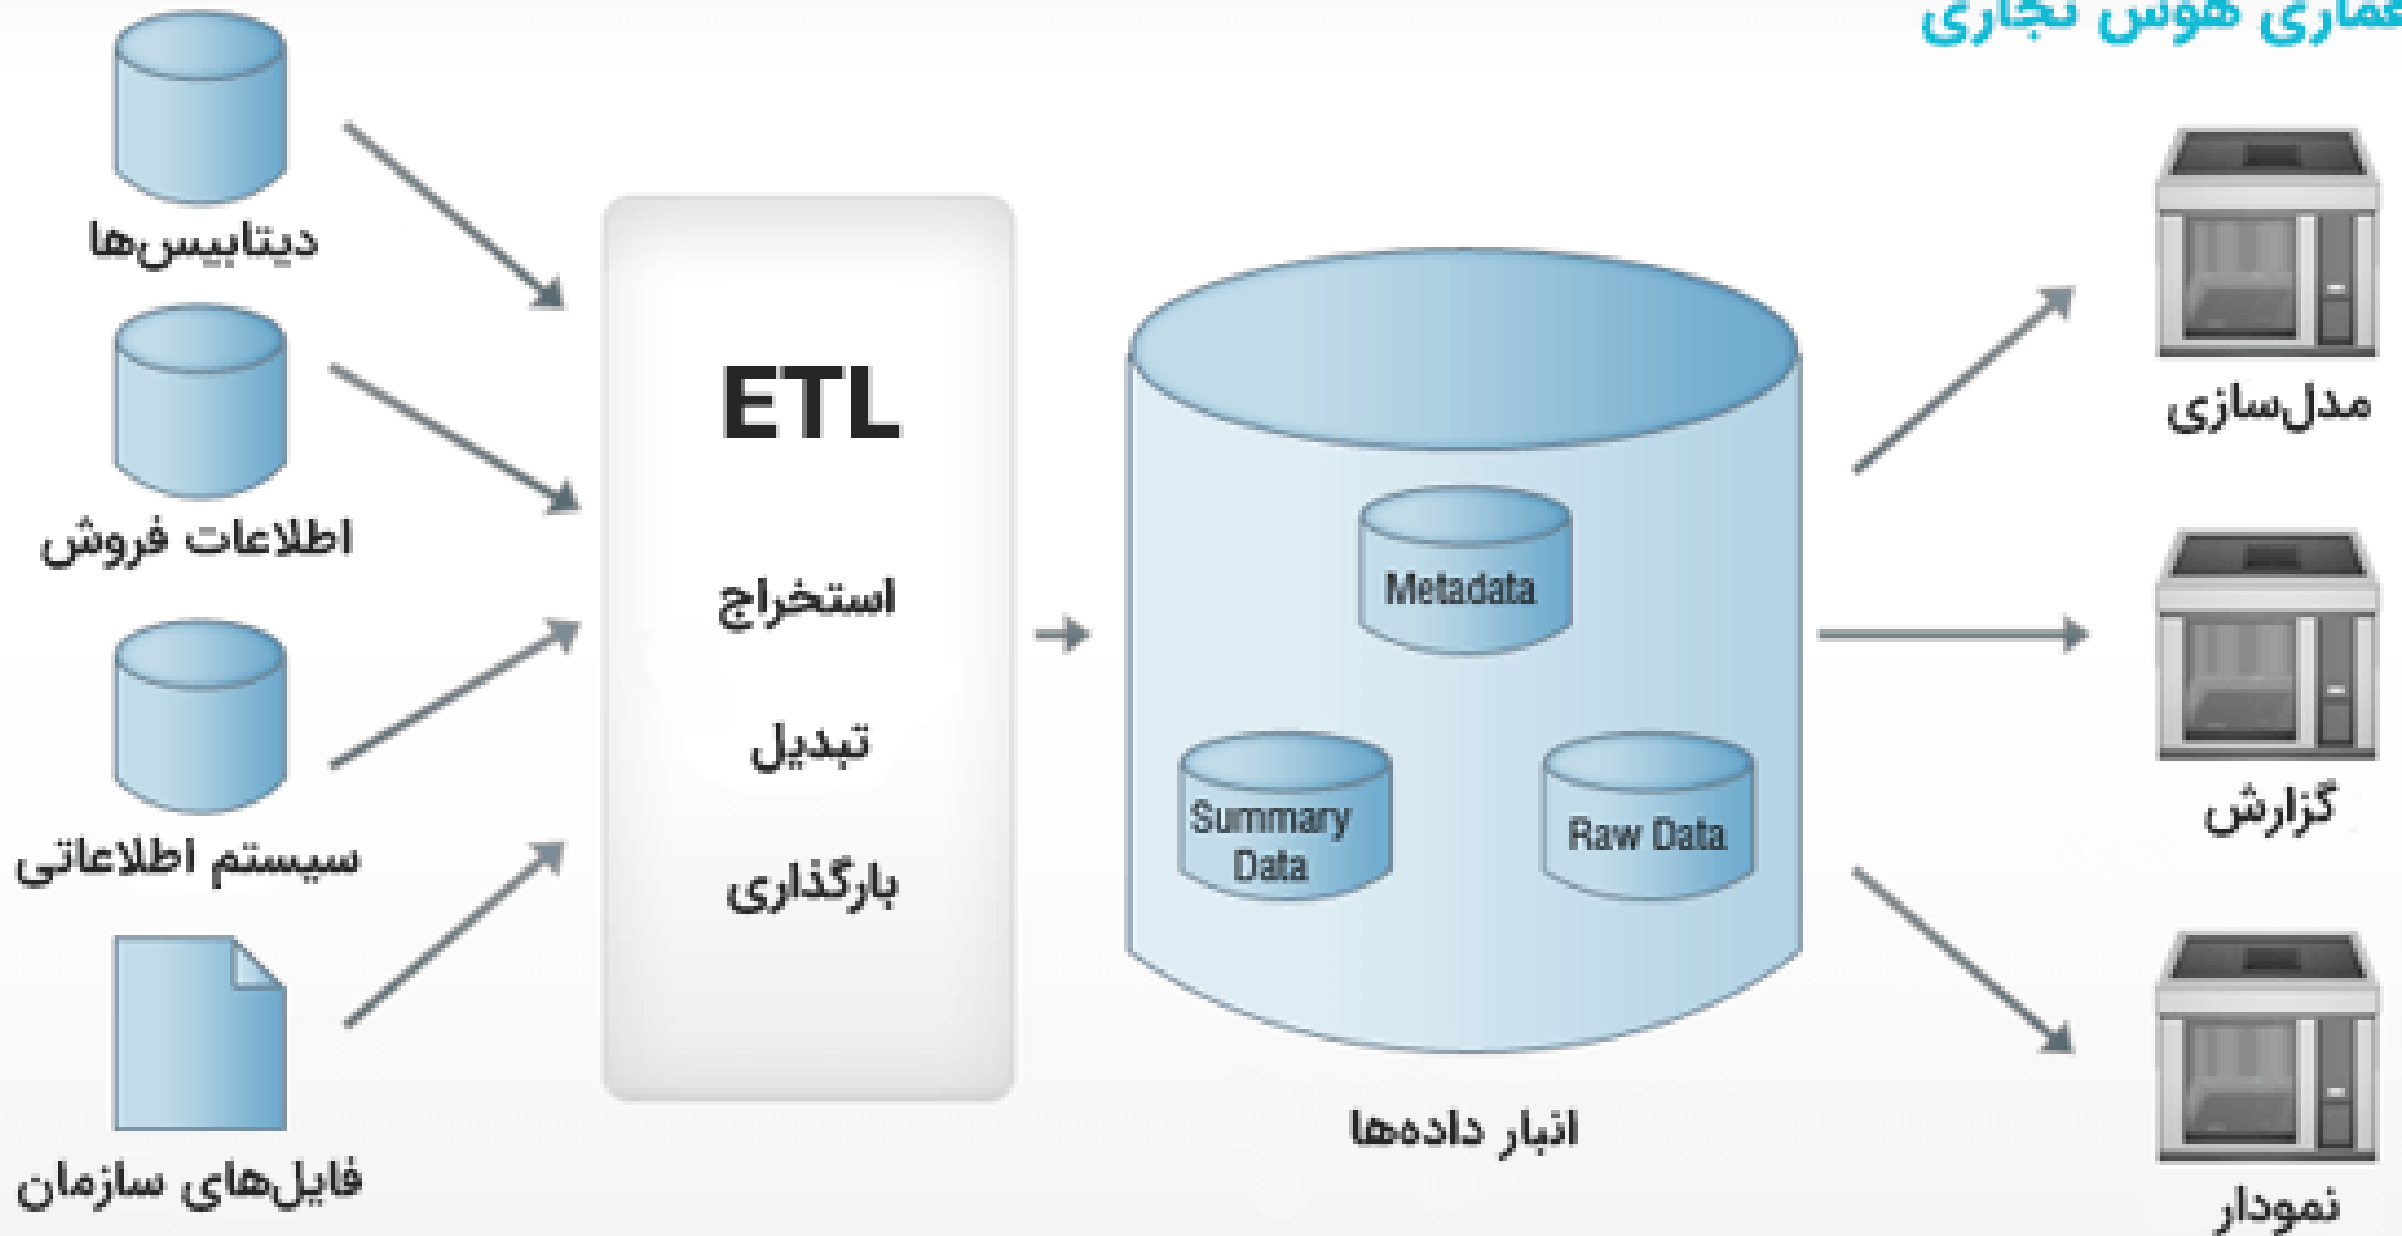 معماری هوش تجاری
دیتابیس‌ها
اطلاعات فروش
سیستم اطلاعاتی
فایل‌های سازمان
ETL
استخراج
تبدیل
بارگذاری
Metadata
Summary
Data
Raw Data
انبار داده‌ها
مدل‌سازی
گزارش
نمودار